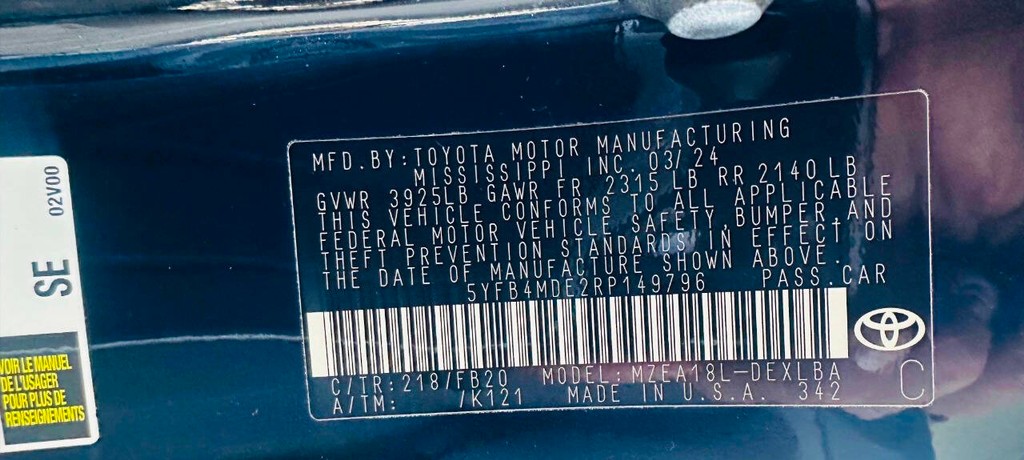 MFD.BY:TOYOTA MOTOR MANUFACTURING
MISSISSIPPI INC. 03/24
GVWR 3925LB GAWR FR 2315 LB RR 2140 LB
THIS VEHICLE CONFORMS TO ALL APPLICABLE
FEDERAL MOTOR VEHICLE SAFETY,BUMPER,AND
THEFT PREVENTION STANDARDS IN EFFECT ON
THE DATE OF MANUFACTURE SHOWN ABOVE.
5YFB4MDE2RP149796 PASS.CAR
C/TR:218/FB20 MODEL:MZEA18L-DEXLBA
A/TM: /K121 MADE IN U.S.A. 342
C
02V00
SE
VOIR LE MANUEL
DE L'USAGER
POUR PLUS DE
RENSEIGNEMENTS